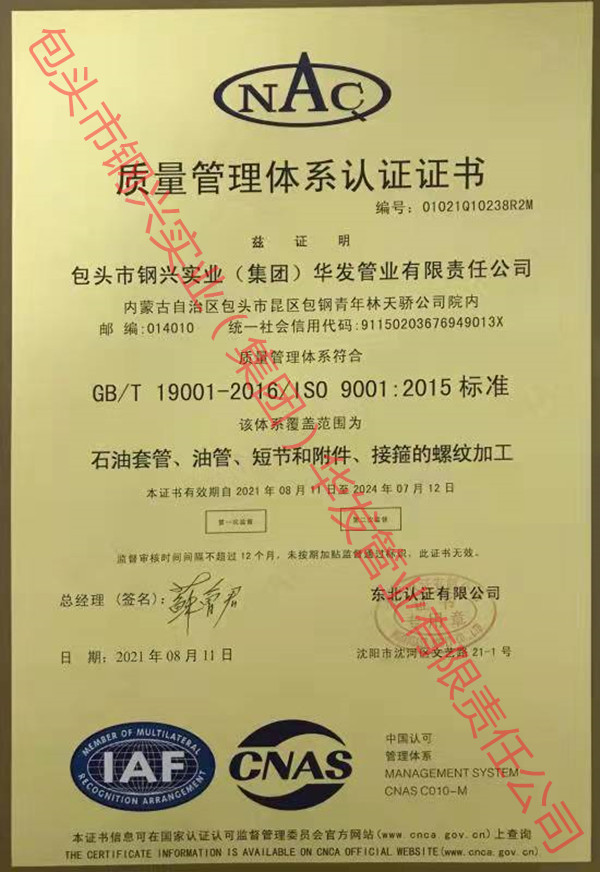 NAC
质量管理体系认证证书
编号: 01021Q10238R2M
兹 证 明
包头市钢兴实业（集团）华发管业有限责任公司
内蒙古自治区包头市昆区包钢青年林天骄公司院内
邮 编:014010 统一社会信用代码:91150203676949013X
质量管理体系符合
GB/T 19001-2016/ISO 9001:2015 标准
该体系覆盖范围为
石油套管、油管、短节和附件、接箍的螺纹加工
本证书有效期自 2021 年 08 月 11 日至 2024 年 07 月 12 日
第一次监督 第二次监督
监督审核时间间隔不超过 12 个月，未按期加贴监督通过标识，此证书无效。
总经理（签名）:
东北认证有限公司
日 期: 2021 年 08 月 11 日
沈阳市沈河区文艺路 21-1 号
MEMBER OF MULTILATERAL
IAF
RECOGNITION ARRANGEMENT
CNAS
中国认可
管理体系
MANAGEMENT SYSTEM
CNAS C010-M
本证书信息可在国家认证认可监督管理委员会官方网站(www.cnca.gov.cn)上查询
THE CERTIFICATE INFORMATION IS AVAILABLE ON CNCA OFFICIAL WEBSITE(www.cnca.gov.cn)
包头市钢兴实业（集团）华发管业有限责任公司